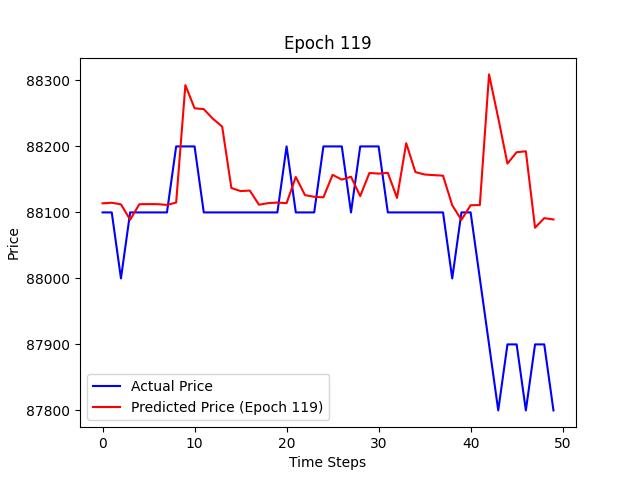 Epoch 119
88300
88200
88100
88000
87900
87800
Price
Actual Price
Predicted Price (Epoch 119)
0 10 20 30 40 50
Time Steps